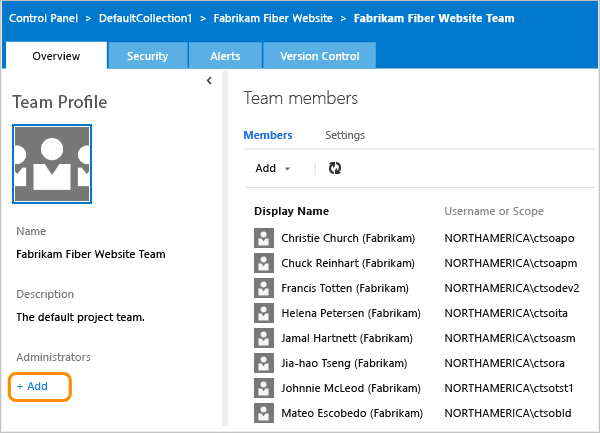 Control Panel > DefaultCollection1 > Fabrikam Fiber Website > Fabrikam Fiber Website Team
Overview Security Alerts Version Control
Team Profile
Name
Fabrikam Fiber Website Team
Description
The default project team.
Administrators
+ Add
Team members
Members Settings
Add
Display Name Username or Scope
Christie Church (Fabrikam) NORTHAMERICA\ctsoapo
Chuck Reinhart (Fabrikam) NORTHAMERICA\ctsoapm
Francis Totten (Fabrikam) NORTHAMERICA\ctsodev2
Helena Petersen (Fabrikam) NORTHAMERICA\ctsoita
Jamal Hartnett (Fabrikam) NORTHAMERICA\ctsoasm
Jia-hao Tseng (Fabrikam) NORTHAMERICA\ctsora
Johnnie McLeod (Fabrikam) NORTHAMERICA\ctsotst1
Mateo Escobedo (Fabrikam) NORTHAMERICA\ctsobld